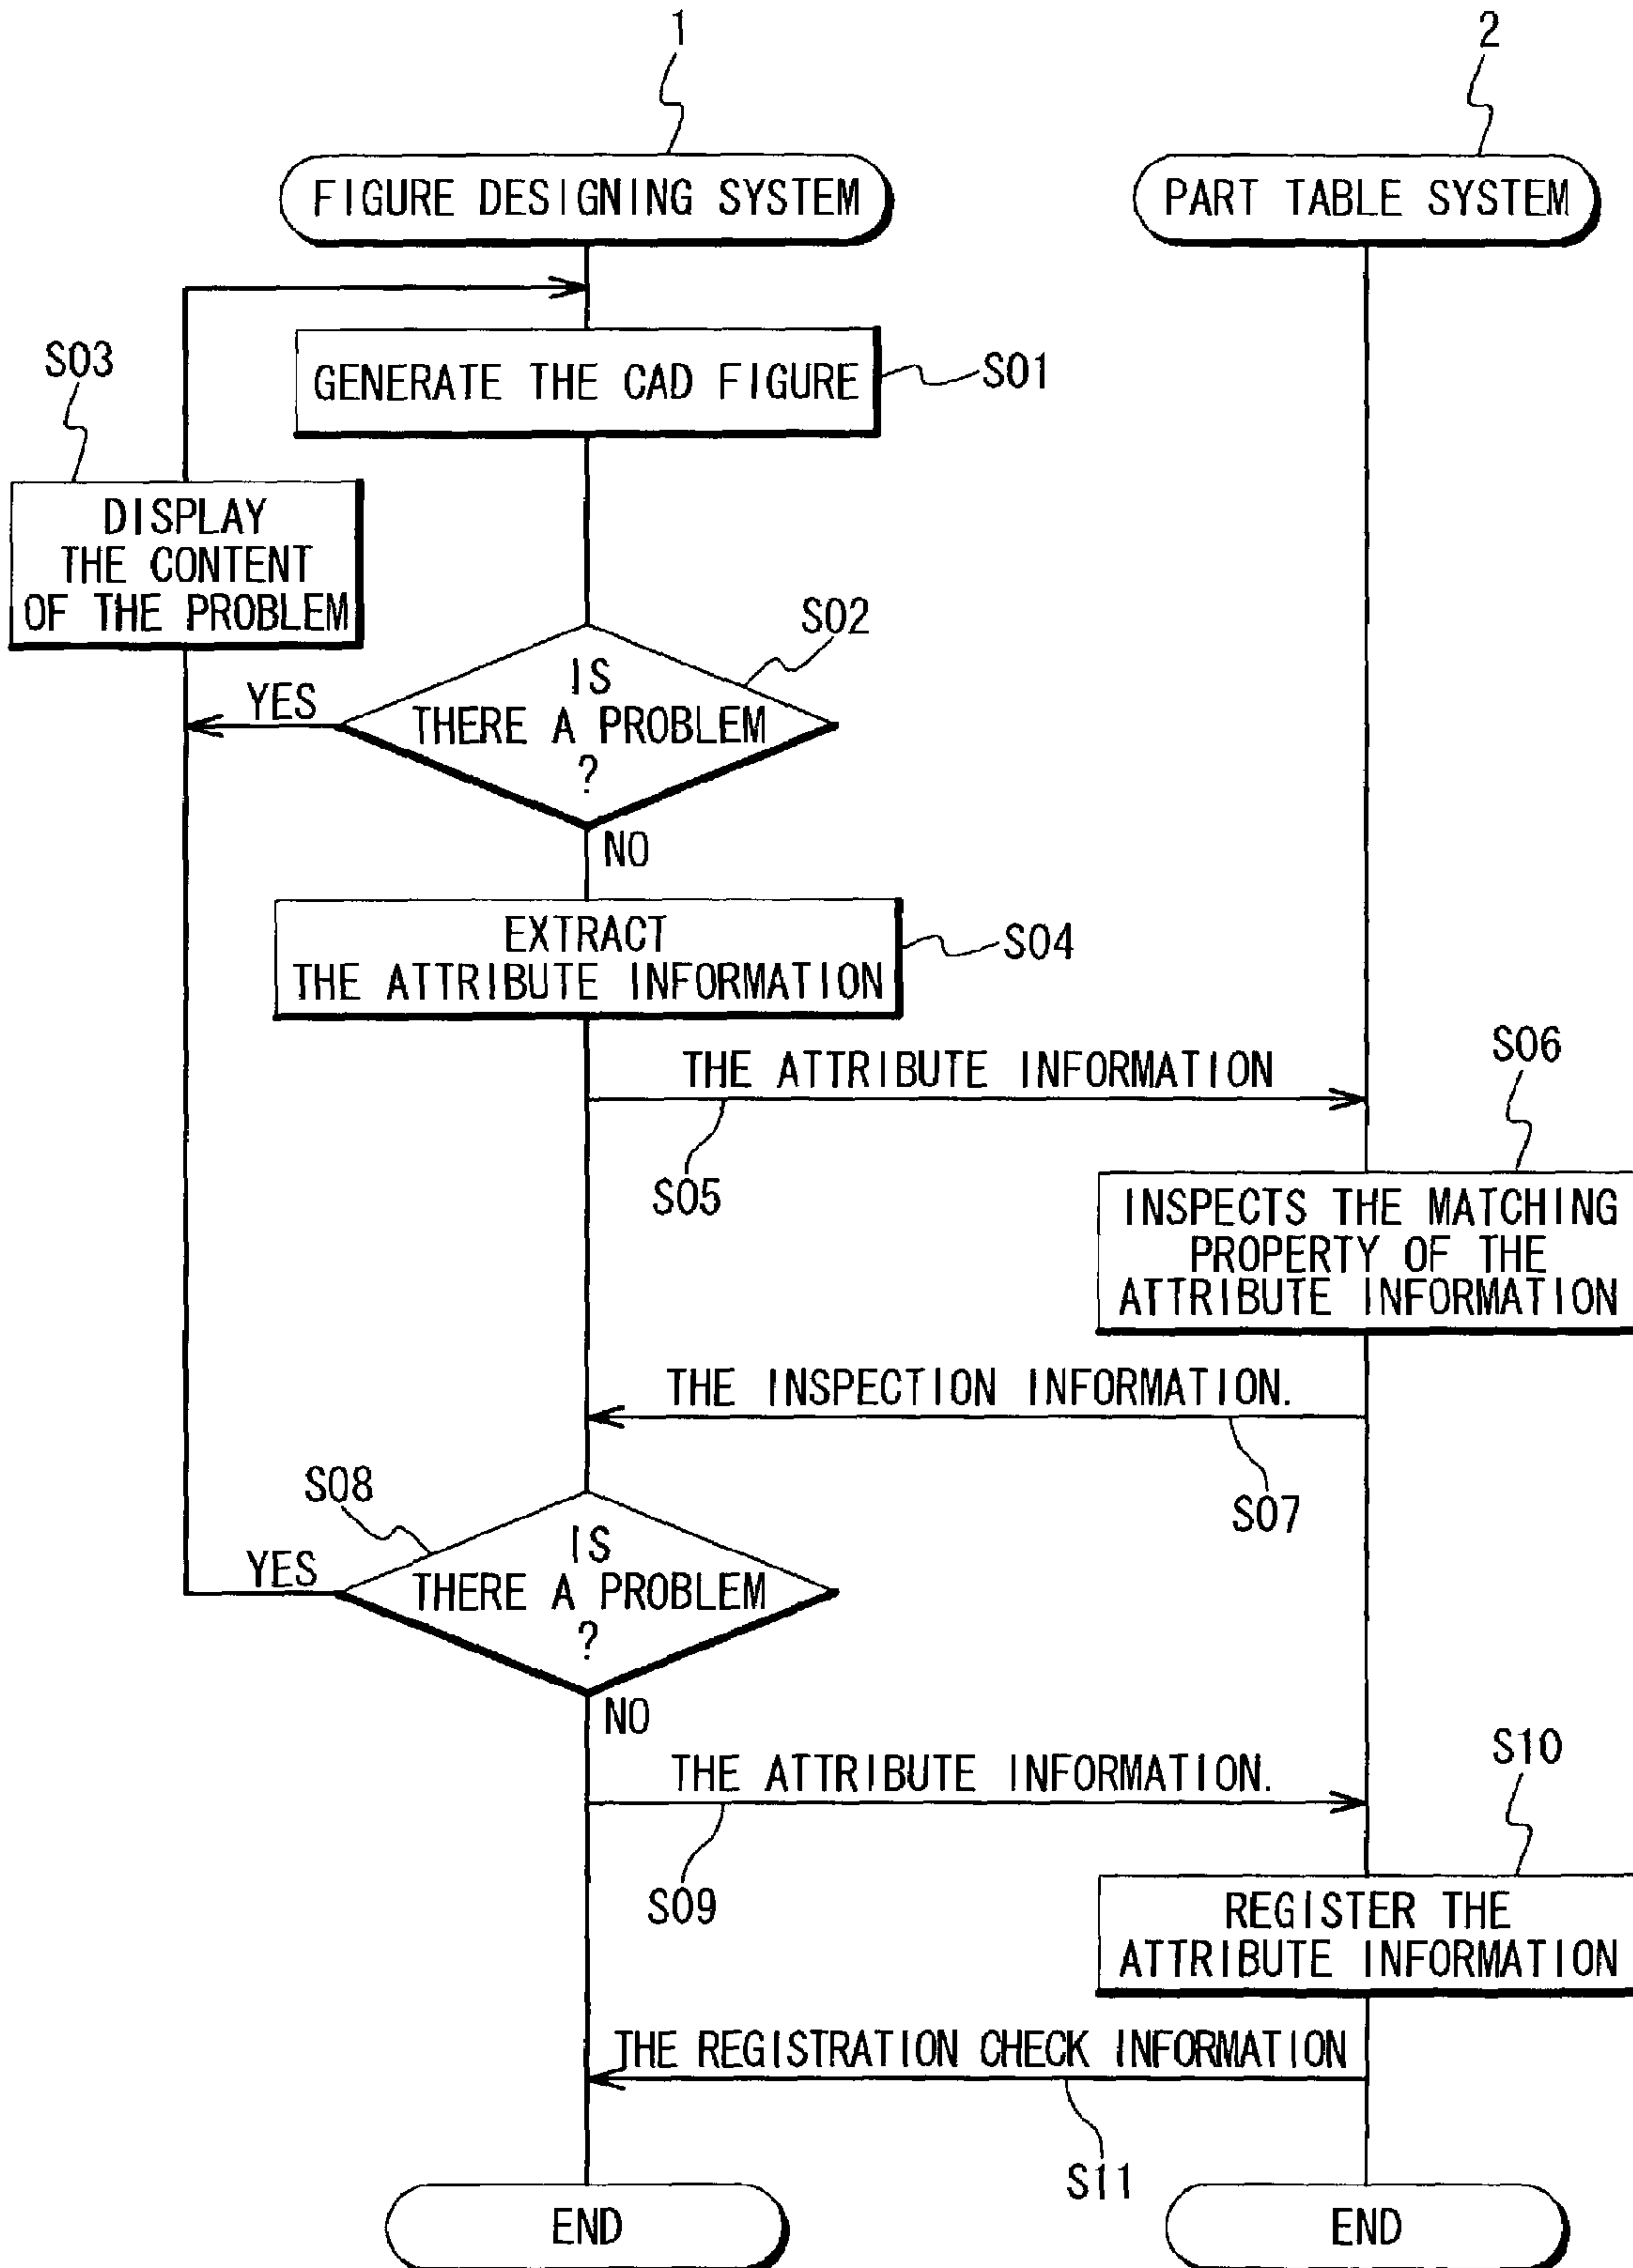 1
2
FIGURE DESIGNING SYSTEM
PART TABLE SYSTEM
S03
GENERATE THE CAD FIGURE
S01
DISPLAY
THE CONTENT
OF THE PROBLEM
S02
YES
IS
THERE A PROBLEM
?
NO
EXTRACT
THE ATTRIBUTE INFORMATION
S04
THE ATTRIBUTE INFORMATION
S05
S06
INSPECTS THE MATCHING
PROPERTY OF THE
ATTRIBUTE INFORMATION
THE INSPECTION INFORMATION.
S07
S08
YES
IS
THERE A PROBLEM
?
NO
THE ATTRIBUTE INFORMATION.
S09
S10
REGISTER THE
ATTRIBUTE INFORMATION
THE REGISTRATION CHECK INFORMATION
S11
END
END